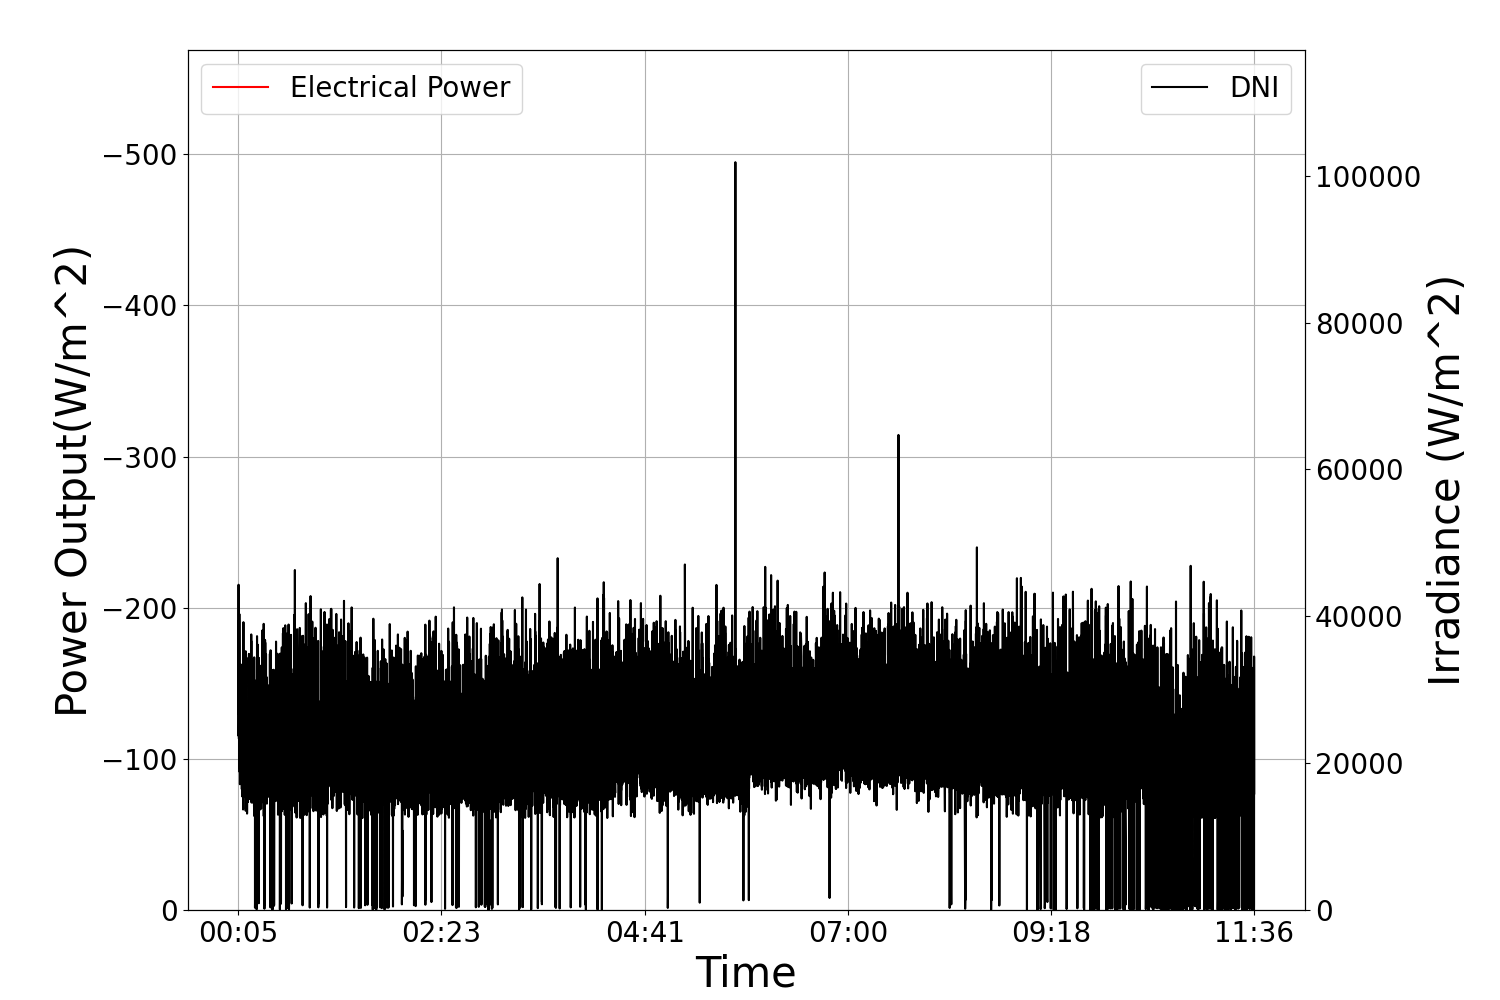 Electrical Power
DNI
−500
−400
−300
−200
−100
0
100000
80000
60000
40000
20000
0
00:05 02:23 04:41 07:00 09:18 11:36
Time
Power Output(W/m^2)
Irradiance (W/m^2)